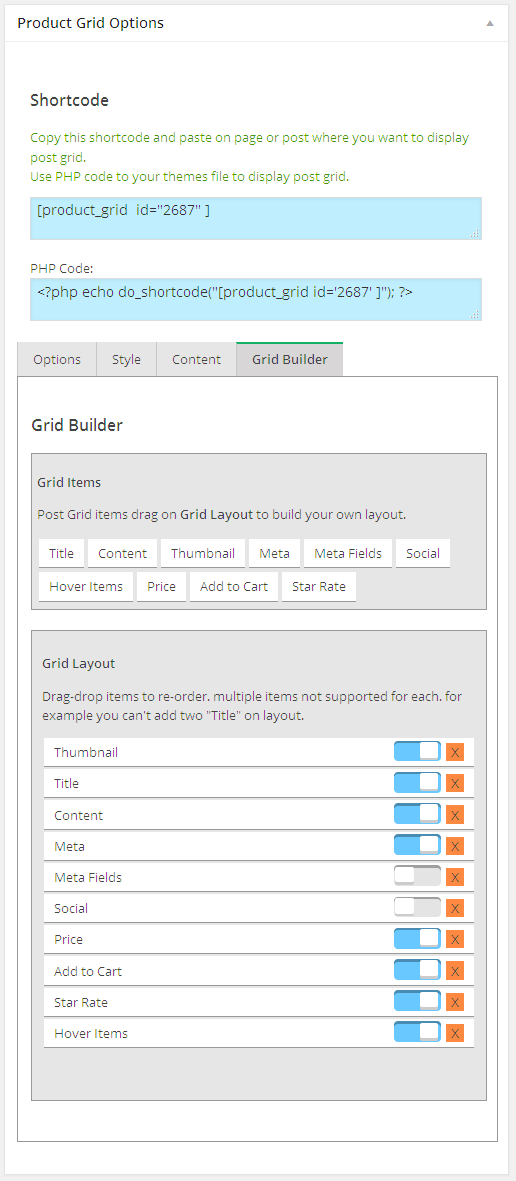 Product Grid Options
Shortcode
Copy this shortcode and paste on page or post where you want to display
post grid.
Use PHP code to your themes file to display post grid.
[product_grid  id="2687" ]
PHP Code:
<?php echo do_shortcode("[product_grid id='2687' ]"); ?>
Options Style Content Grid Builder
Grid Builder
Grid Items
Post Grid items drag on Grid Layout to build your own layout.
Title Content Thumbnail Meta Meta Fields Social
Hover Items Price Add to Cart Star Rate
Grid Layout
Drag-drop items to re-order. multiple items not supported for each. for
example you can't add two "Title" on layout.
Thumbnail X
Title X
Content X
Meta X
Meta Fields X
Social X
Price X
Add to Cart X
Star Rate X
Hover Items X